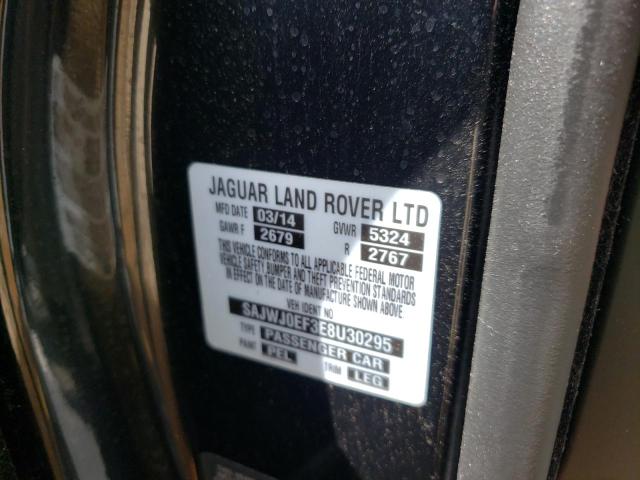 JAGUAR LAND ROVER LTD
MFD DATE 03/14 GVWR 5324
GAWR F 2679 R 2767
THIS VEHICLE CONFORMS TO ALL APPLICABLE FEDERAL MOTOR
VEHICLE SAFETY BUMPER AND THEFT PREVENTION STANDARDS
IN EFFECT ON THE DATE OF MANUFACTURE SHOWN ABOVE
VEH IDENT NO
SAJWJ0EF3E8U30295
TYPE PASSENGER CAR
PAINT PEL TRIM LEG